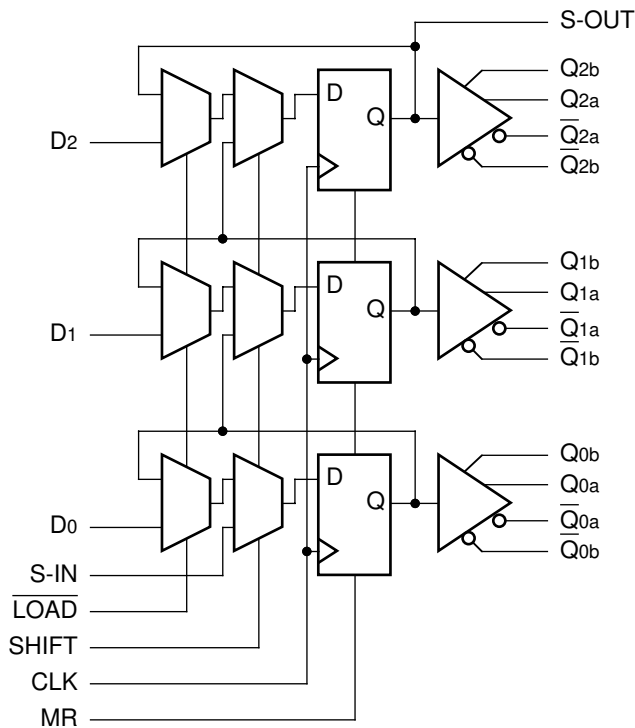 S-OUT
D Q Q2b
Q2a
D2 Q̅2a
Q̅2b
D Q Q1b
Q1a
D1 Q̅1a
Q̅1b
D Q Q0b
Q0a
D0 Q̅0a
Q̅0b
S-IN
L̅O̅A̅D̅
SHIFT
CLK
MR